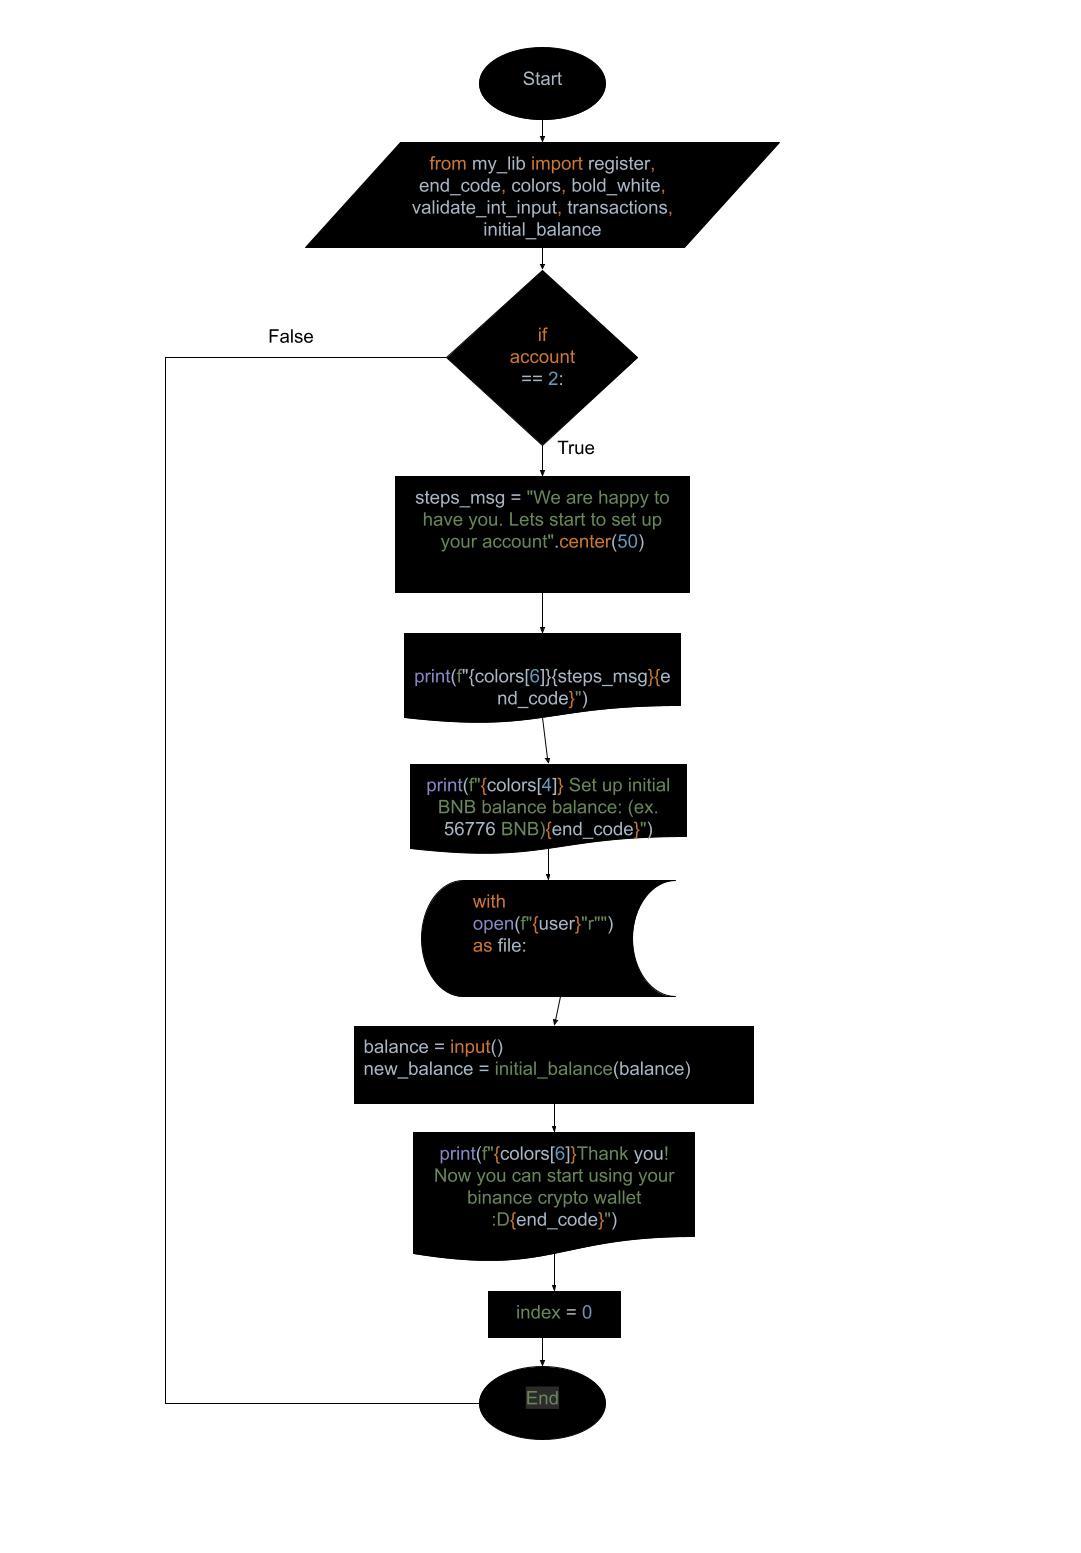 Start
from my_lib import register,
end_code, colors, bold_white,
validate_int_input, transactions,
initial_balance
False
if
account
== 2:
True
steps_msg = "We are happy to
have you. Lets start to set up
your account".center(50)
print(f"{colors[6]}{steps_msg}{e
nd_code}")
print(f"{colors[4]} Set up initial
BNB balance balance: (ex.
56776 BNB){end_code}")
with
open(f"{user}"r"")
as file:
balance = input()
new_balance = initial_balance(balance)
print(f"{colors[6]}Thank you!
Now you can start using your
binance crypto wallet
:D{end_code}")
index = 0
End